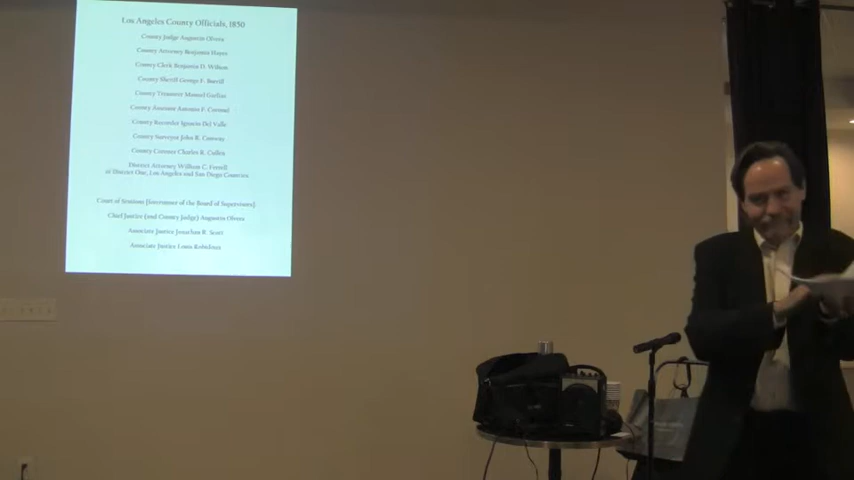 Los Angeles County Officials, 1850
County Judge Augustin Olvera
County Attorney Benjamin Hayes
County Clerk Benjamin D. Wilson
County Sheriff George F. Burrill
County Treasurer Manuel Garfias
County Assessor Antonio F. Coronel
County Recorder Ignacio Del Valle
County Surveyor John R. Conway
County Coroner Charles B. Cullen
District Attorney William C. Ferrell
of District One, Los Angeles and San Diego Counties
Court of Sessions [forerunner of the Board of Supervisors]
Chief Justice (and County Judge) Augustin Olvera
Associate Justice Jonathan R. Scott
Associate Justice Louis Robidoux